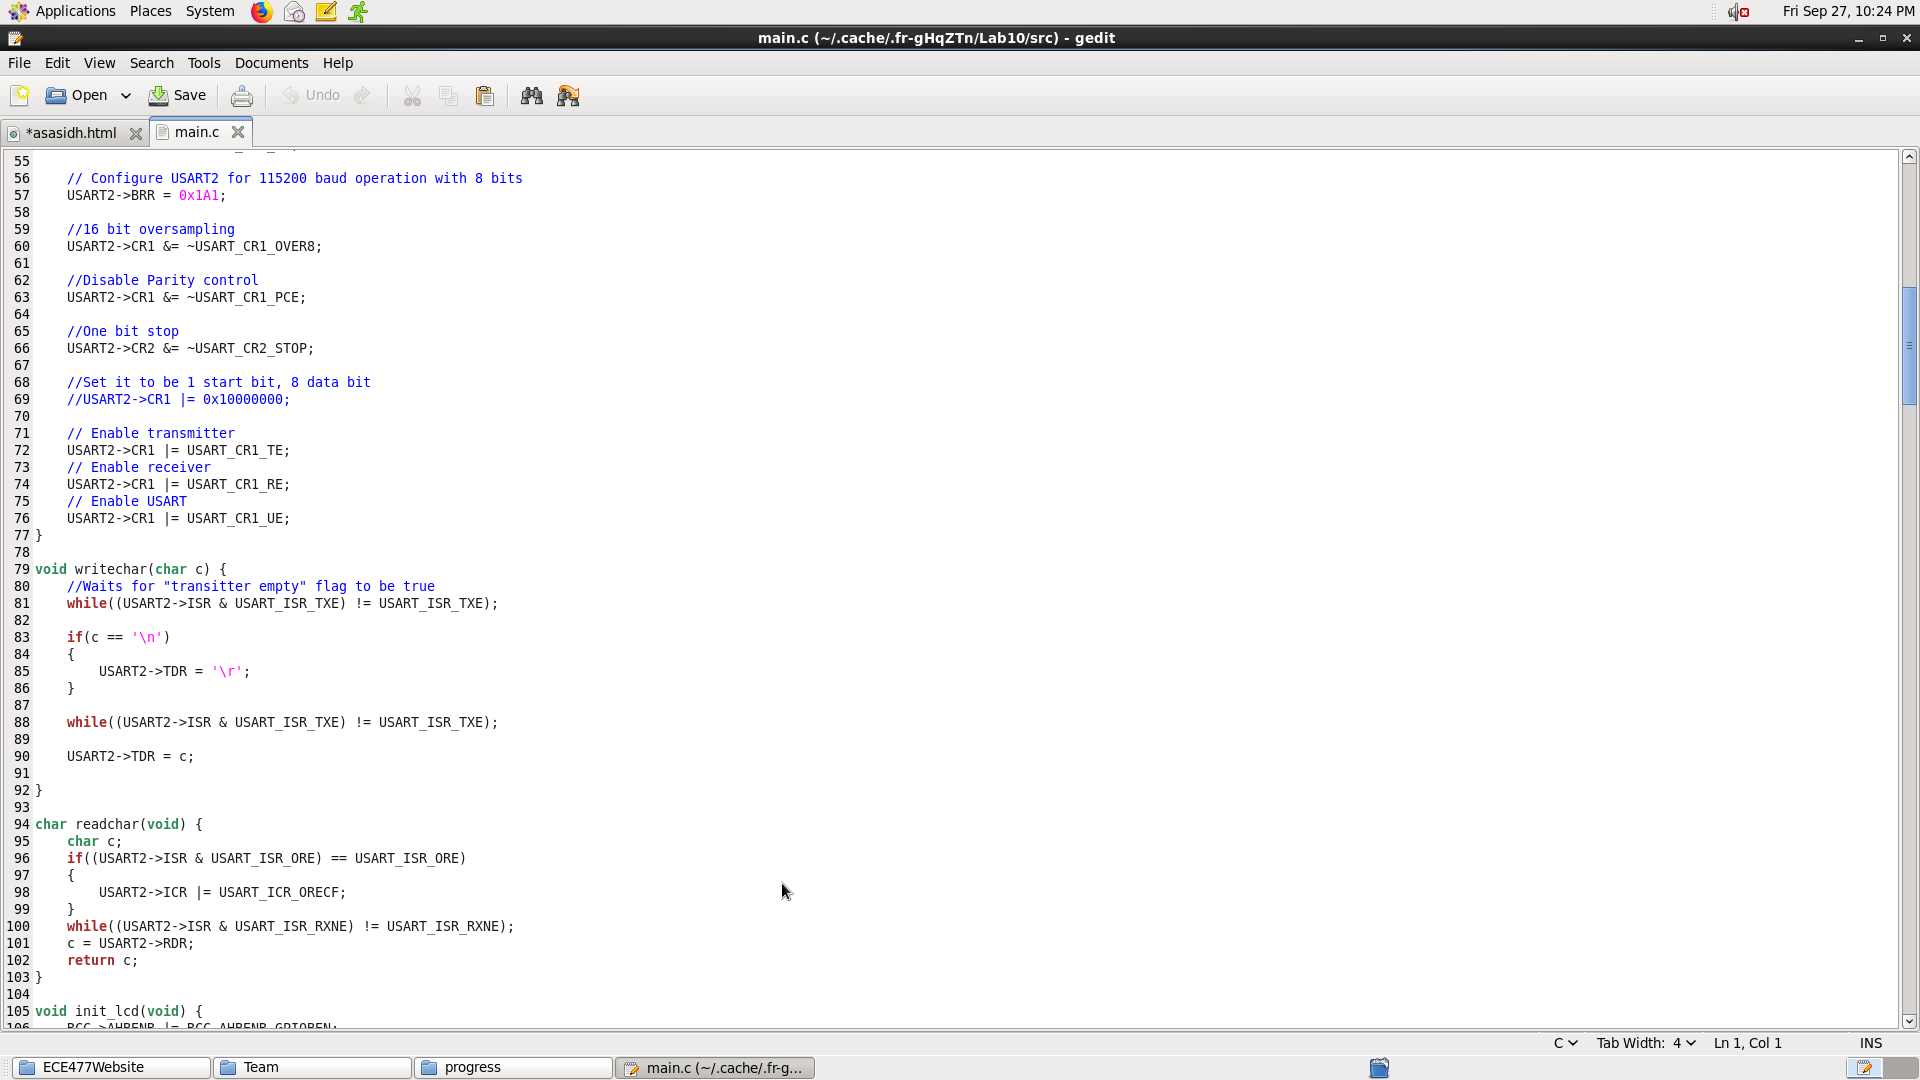 Applications Places System Fri Sep 27, 10:24 PM
main.c (~/.cache/.fr-gHqZTn/Lab10/src) - gedit
File Edit View Search Tools Documents Help
Open Save Undo
*asasidh.html main.c
55
56     // Configure USART2 for 115200 baud operation with 8 bits
57     USART2->BRR = 0x1A1;
58
59     //16 bit oversampling
60     USART2->CR1 &= ~USART_CR1_OVER8;
61
62     //Disable Parity control
63     USART2->CR1 &= ~USART_CR1_PCE;
64
65     //One bit stop
66     USART2->CR2 &= ~USART_CR2_STOP;
67
68     //Set it to be 1 start bit, 8 data bit
69     //USART2->CR1 |= 0x10000000;
70
71     // Enable transmitter
72     USART2->CR1 |= USART_CR1_TE;
73     // Enable receiver
74     USART2->CR1 |= USART_CR1_RE;
75     // Enable USART
76     USART2->CR1 |= USART_CR1_UE;
77 }
78
79 void writechar(char c) {
80     //Waits for "transitter empty" flag to be true
81     while((USART2->ISR & USART_ISR_TXE) != USART_ISR_TXE);
82
83     if(c == '\n')
84     {
85         USART2->TDR = '\r';
86     }
87
88     while((USART2->ISR & USART_ISR_TXE) != USART_ISR_TXE);
89
90     USART2->TDR = c;
91
92 }
93
94 char readchar(void) {
95     char c;
96     if((USART2->ISR & USART_ISR_ORE) == USART_ISR_ORE)
97     {
98         USART2->ICR |= USART_ICR_ORECF;
99     }
100     while((USART2->ISR & USART_ISR_RXNE) != USART_ISR_RXNE);
101     c = USART2->RDR;
102     return c;
103 }
104
105 void init_lcd(void) {
106     RCC->AHBENR |= RCC_AHBENR_GPIOBEN;
C Tab Width: 4 Ln 1, Col 1 INS
ECE477Website Team progress main.c (~/.cache/.fr-g...